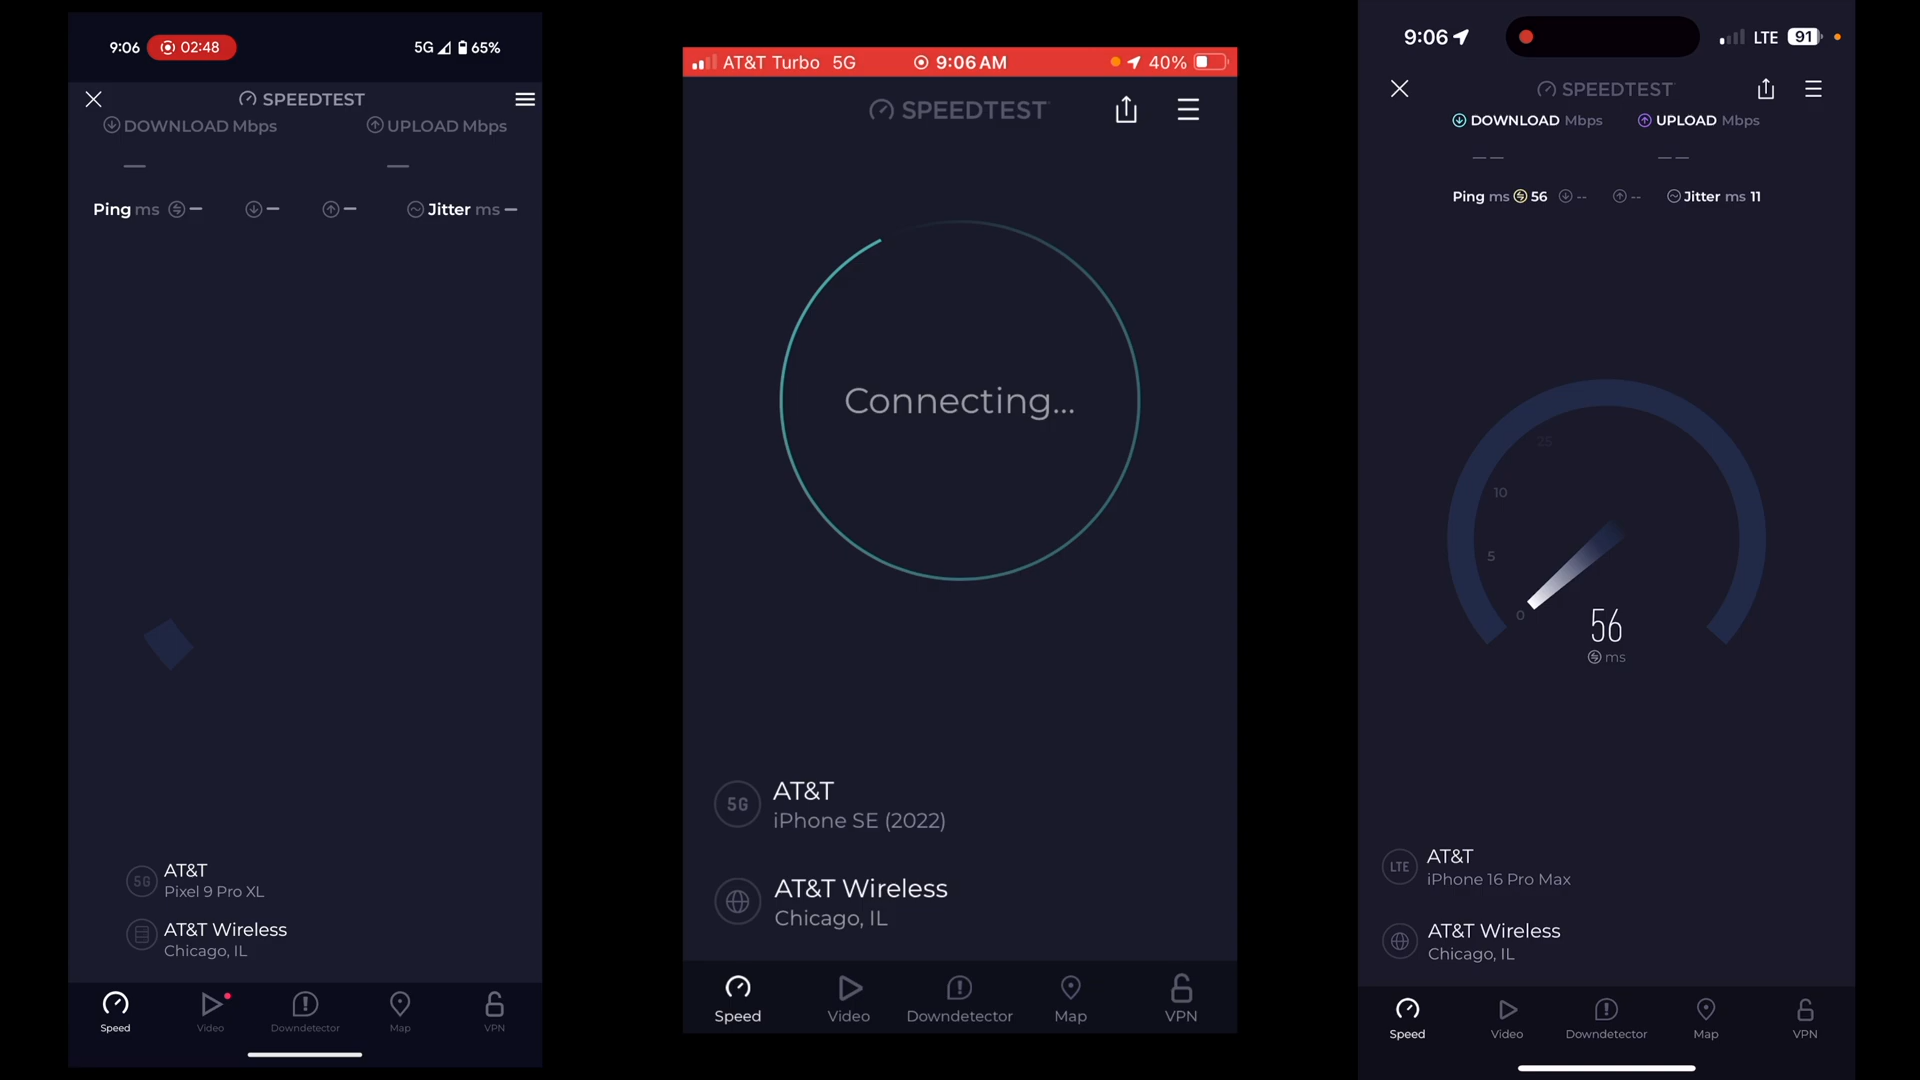 9:06 02:48 5G 65%
SPEEDTEST
DOWNLOAD Mbps UPLOAD Mbps
— —
Ping ms — — — Jitter ms —
5G AT&T
Pixel 9 Pro XL
AT&T Wireless
Chicago, IL
Speed Video Downdetector Map VPN
AT&T Turbo 5G 9:06 AM 40%
SPEEDTEST
Connecting...
5G AT&T
iPhone SE (2022)
AT&T Wireless
Chicago, IL
Speed Video Downdetector Map VPN
9:06 LTE 91
SPEEDTEST
DOWNLOAD Mbps UPLOAD Mbps
— — — —
Ping ms 56 -- -- Jitter ms 11
25
10
5
0
56
ms
LTE AT&T
iPhone 16 Pro Max
AT&T Wireless
Chicago, IL
Speed Video Downdetector Map VPN